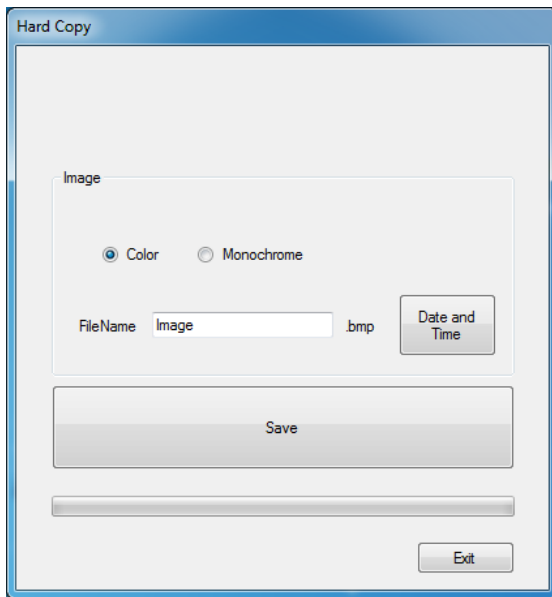 Hard Copy
Image
Color Monochrome
FileName Image .bmp Date and
Time
Save
Exit